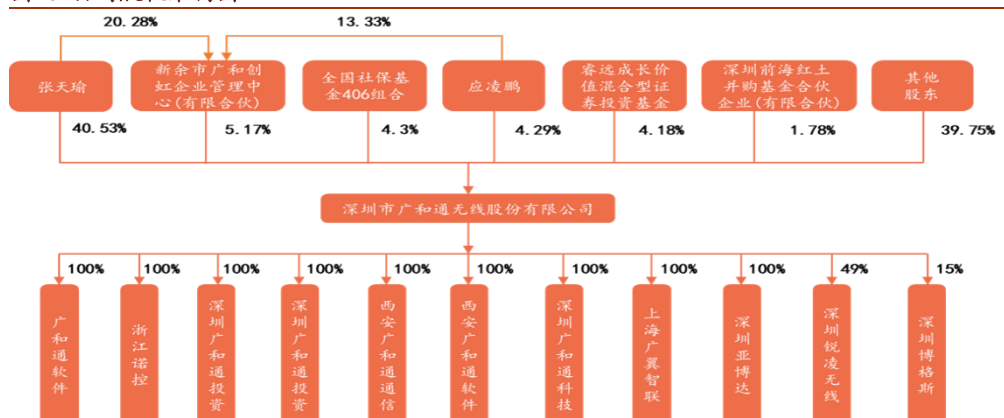 20.28%
13.33%
张天瑜
新余市广和创
虹企业管理中
心(有限合伙)
全国社保基
金406组合
应凌鹏
睿远成长价
值混合型证
券投资基金
深圳前海红土
并购基金合伙
企业(有限合伙)
其他
股东
40.53%
5.17%
4.3%
4.29%
4.18%
1.78%
39.75%
深圳市广和通无线股份有限公司
100%
100%
100%
100%
100%
100%
100%
100%
100%
49%
15%
广和通软件
浙江诺控
深圳广和通投资
深圳广和通投资
西安广和通通信
西安广和通软件
深圳广和通科技
上海广翼智联
深圳亚博达
深圳锐凌无线
深圳博格斯